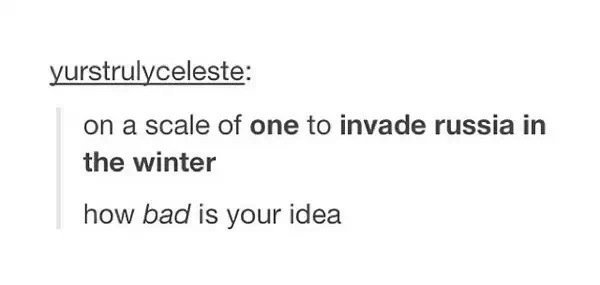 yurstrulyceleste:
on a scale of one to invade russia in
the winter
how bad is your idea